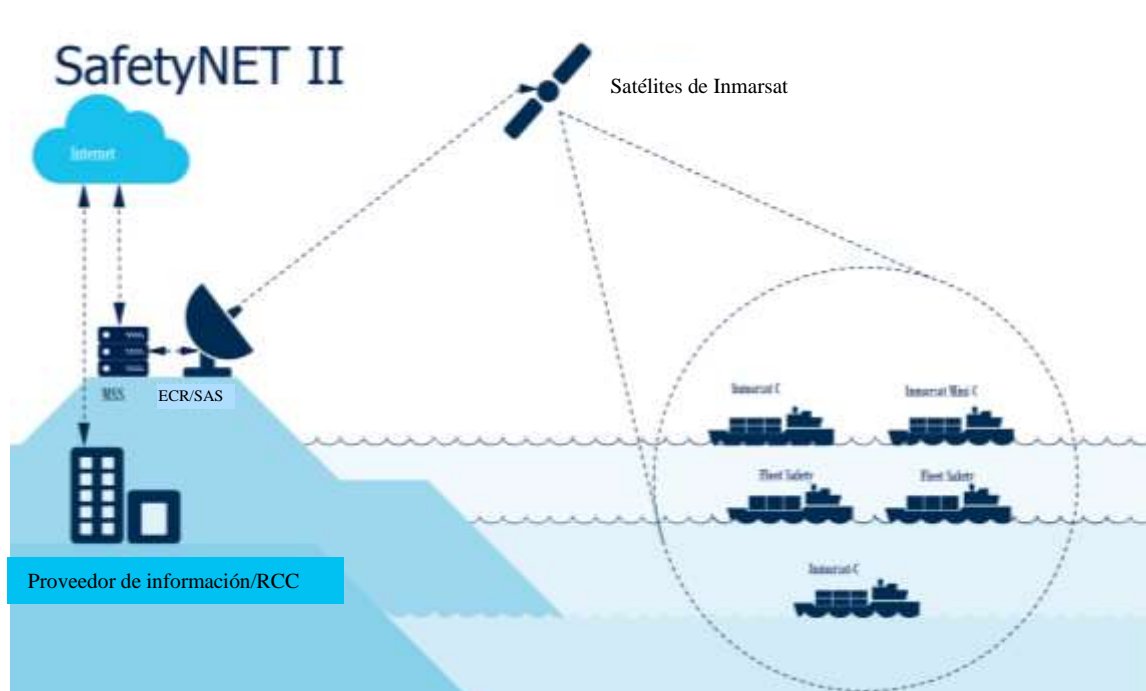 SafetyNET II
Satélites de Inmarsat
Internet
MSS
ECR/SAS
Inmarsat C
Inmarsat Mini C
Fleet Safety
Fleet Safety
Inmarsat-C
Proveedor de información/RCC